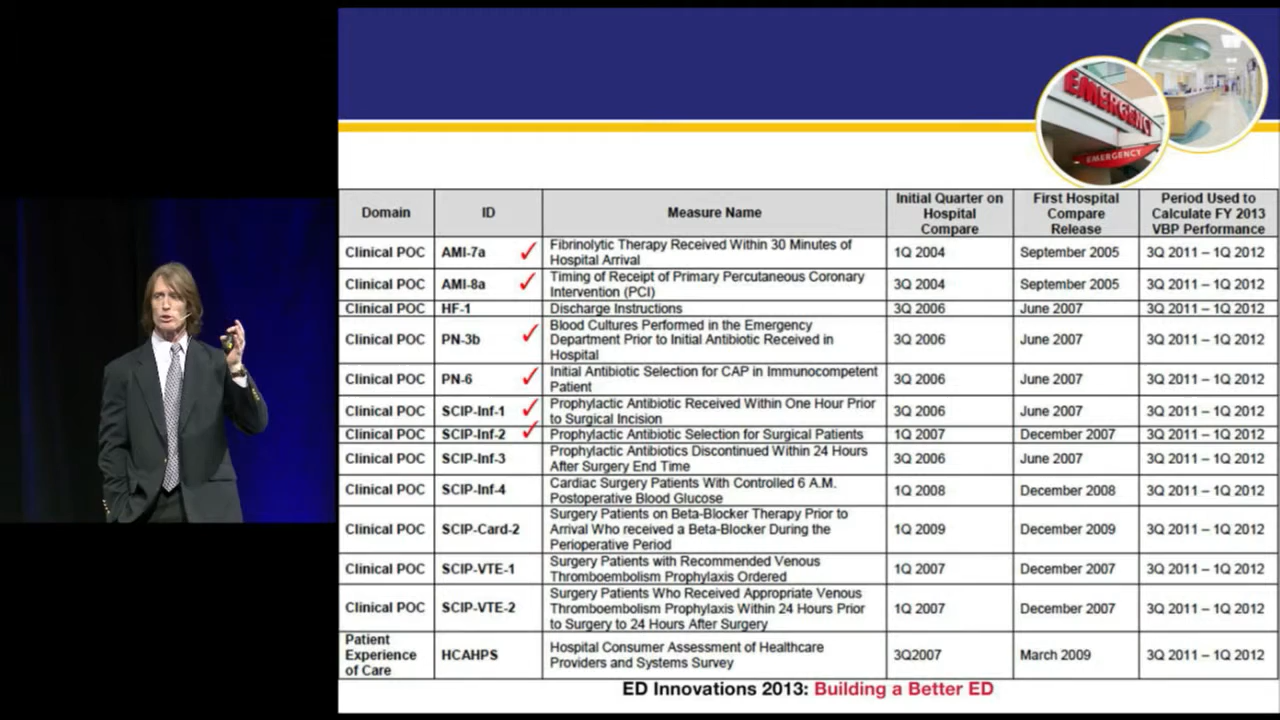 EMERGENCY
EMERGENCY
Domain
ID
Measure Name
Initial Quarter on
Hospital
Compare
First Hospital
Compare
Release
Period Used to
Calculate FY 2013
VBP Performance
Clinical POC
AMI-7a
Fibrinolytic Therapy Received Within 30 Minutes of
Hospital Arrival
1Q 2004
September 2005
3Q 2011 – 1Q 2012
Clinical POC
AMI-8a
Timing of Receipt of Primary Percutaneous Coronary
Intervention (PCI)
3Q 2004
September 2005
3Q 2011 – 1Q 2012
Clinical POC
HF-1
Discharge Instructions
3Q 2006
June 2007
3Q 2011 – 1Q 2012
Clinical POC
PN-3b
Blood Cultures Performed in the Emergency
Department Prior to Initial Antibiotic Received in
Hospital
3Q 2006
June 2007
3Q 2011 – 1Q 2012
Clinical POC
PN-6
Initial Antibiotic Selection for CAP in Immunocompetent
Patient
3Q 2006
June 2007
3Q 2011 – 1Q 2012
Clinical POC
SCIP-Inf-1
Prophylactic Antibiotic Received Within One Hour Prior
to Surgical Incision
3Q 2006
June 2007
3Q 2011 – 1Q 2012
Clinical POC
SCIP-Inf-2
Prophylactic Antibiotic Selection for Surgical Patients
1Q 2007
December 2007
3Q 2011 – 1Q 2012
Clinical POC
SCIP-Inf-3
Prophylactic Antibiotics Discontinued Within 24 Hours
After Surgery End Time
3Q 2006
June 2007
3Q 2011 – 1Q 2012
Clinical POC
SCIP-Inf-4
Cardiac Surgery Patients With Controlled 6 A.M.
Postoperative Blood Glucose
1Q 2008
December 2008
3Q 2011 – 1Q 2012
Clinical POC
SCIP-Card-2
Surgery Patients on Beta-Blocker Therapy Prior to
Arrival Who received a Beta-Blocker During the
Perioperative Period
1Q 2009
December 2009
3Q 2011 – 1Q 2012
Clinical POC
SCIP-VTE-1
Surgery Patients with Recommended Venous
Thromboembolism Prophylaxis Ordered
1Q 2007
December 2007
3Q 2011 – 1Q 2012
Clinical POC
SCIP-VTE-2
Surgery Patients Who Received Appropriate Venous
Thromboembolism Prophylaxis Within 24 Hours Prior
to Surgery to 24 Hours After Surgery
1Q 2007
December 2007
3Q 2011 – 1Q 2012
Patient
Experience
of Care
HCAHPS
Hospital Consumer Assessment of Healthcare
Providers and Systems Survey
3Q2007
March 2009
3Q 2011 – 1Q 2012
ED Innovations 2013: Building a Better ED